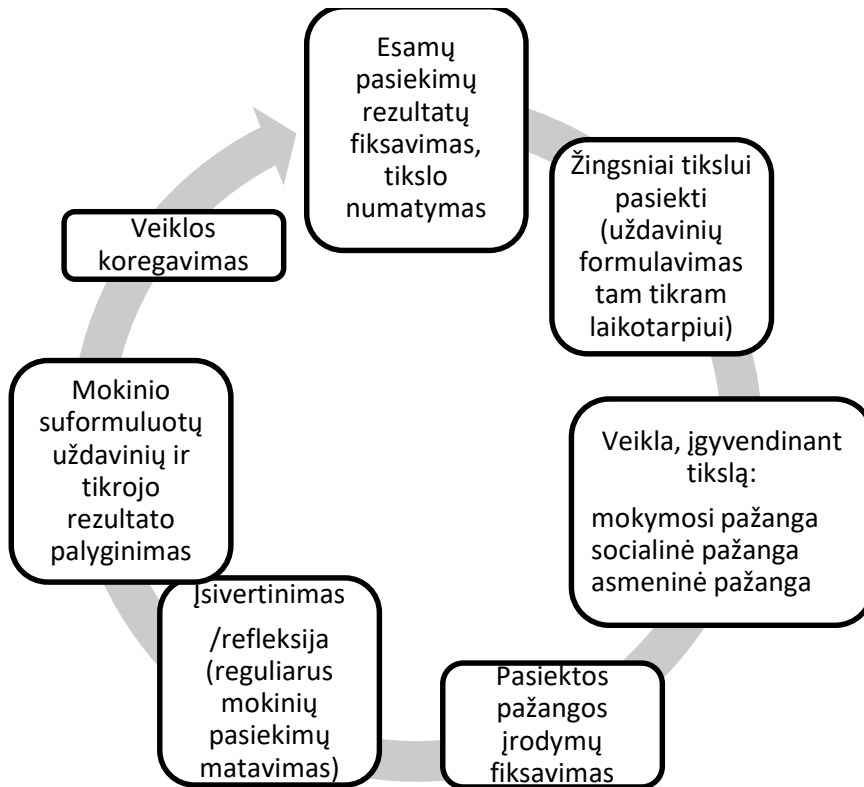 Esamų
pasiekimų
rezultatų
fiksavimas,
tikslo
numatymas
Žingsniai tikslui
pasiekti
(uždavinių
formulavimas
tam tikram
laikotarpiui)
Veikla, įgyvendinant
tikslą:
mokymosi pažanga
socialinė pažanga
asmeninė pažanga
Pasiektos
pažangos
įrodymų
fiksavimas
Įsivertinimas
/refleksija
(reguliarus
mokinių
pasiekimų
matavimas)
Mokinio
suformuluotų
uždavinių ir
tikrojo
rezultato
palyginimas
Veiklos
koregavimas